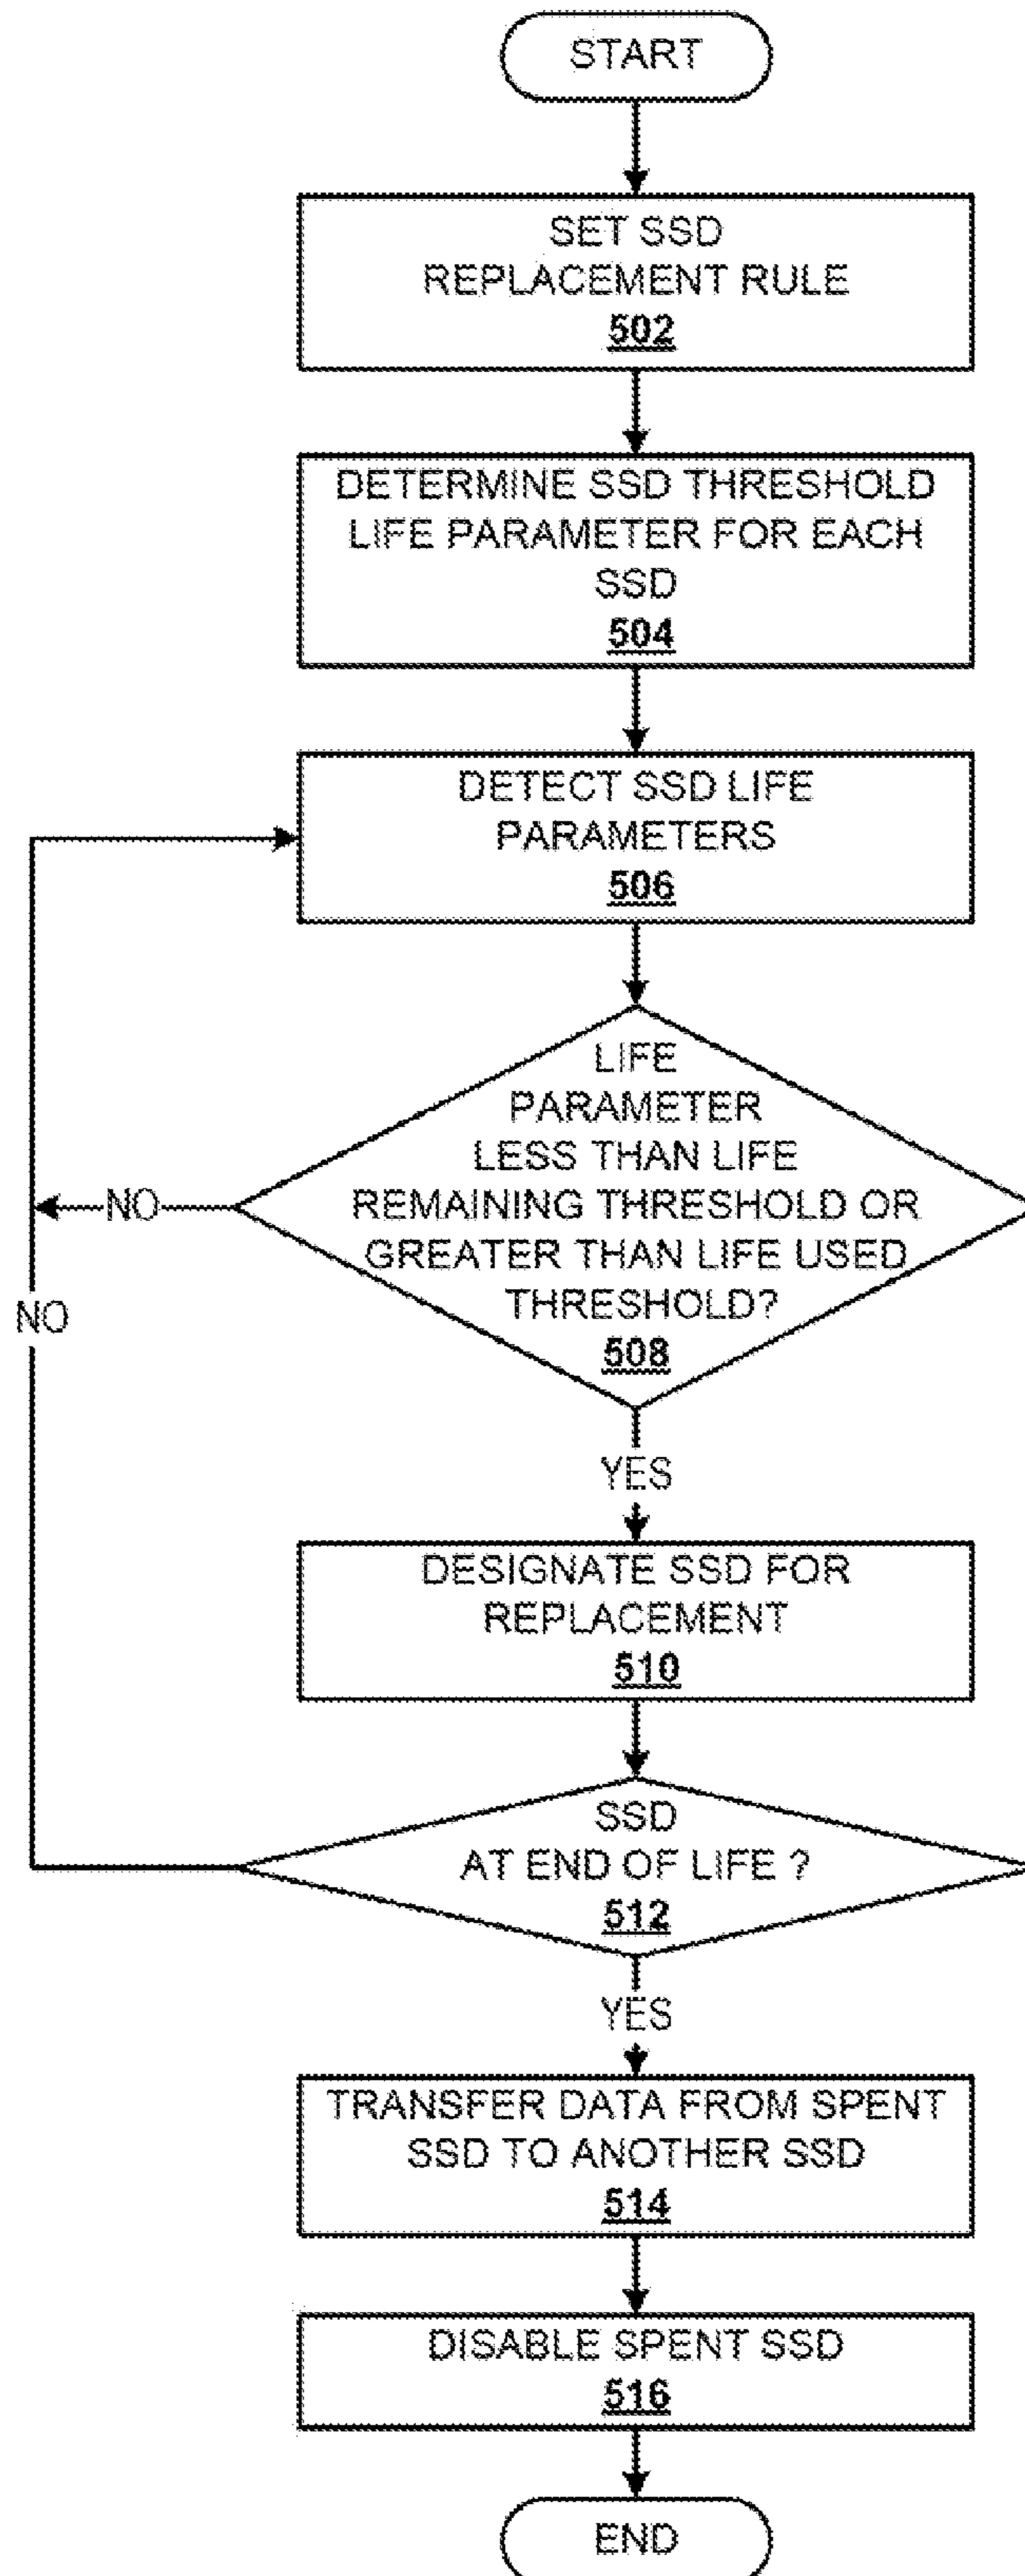 START
SET SSD
REPLACEMENT RULE
502
DETERMINE SSD THRESHOLD
LIFE PARAMETER FOR EACH
SSD
504
DETECT SSD LIFE
PARAMETERS
506
LIFE
PARAMETER
LESS THAN LIFE
REMAINING THRESHOLD OR
GREATER THAN LIFE USED
THRESHOLD?
508
NO
NO
YES
DESIGNATE SSD FOR
REPLACEMENT
510
SSD
AT END OF LIFE ?
512
YES
TRANSFER DATA FROM SPENT
SSD TO ANOTHER SSD
514
DISABLE SPENT SSD
516
END